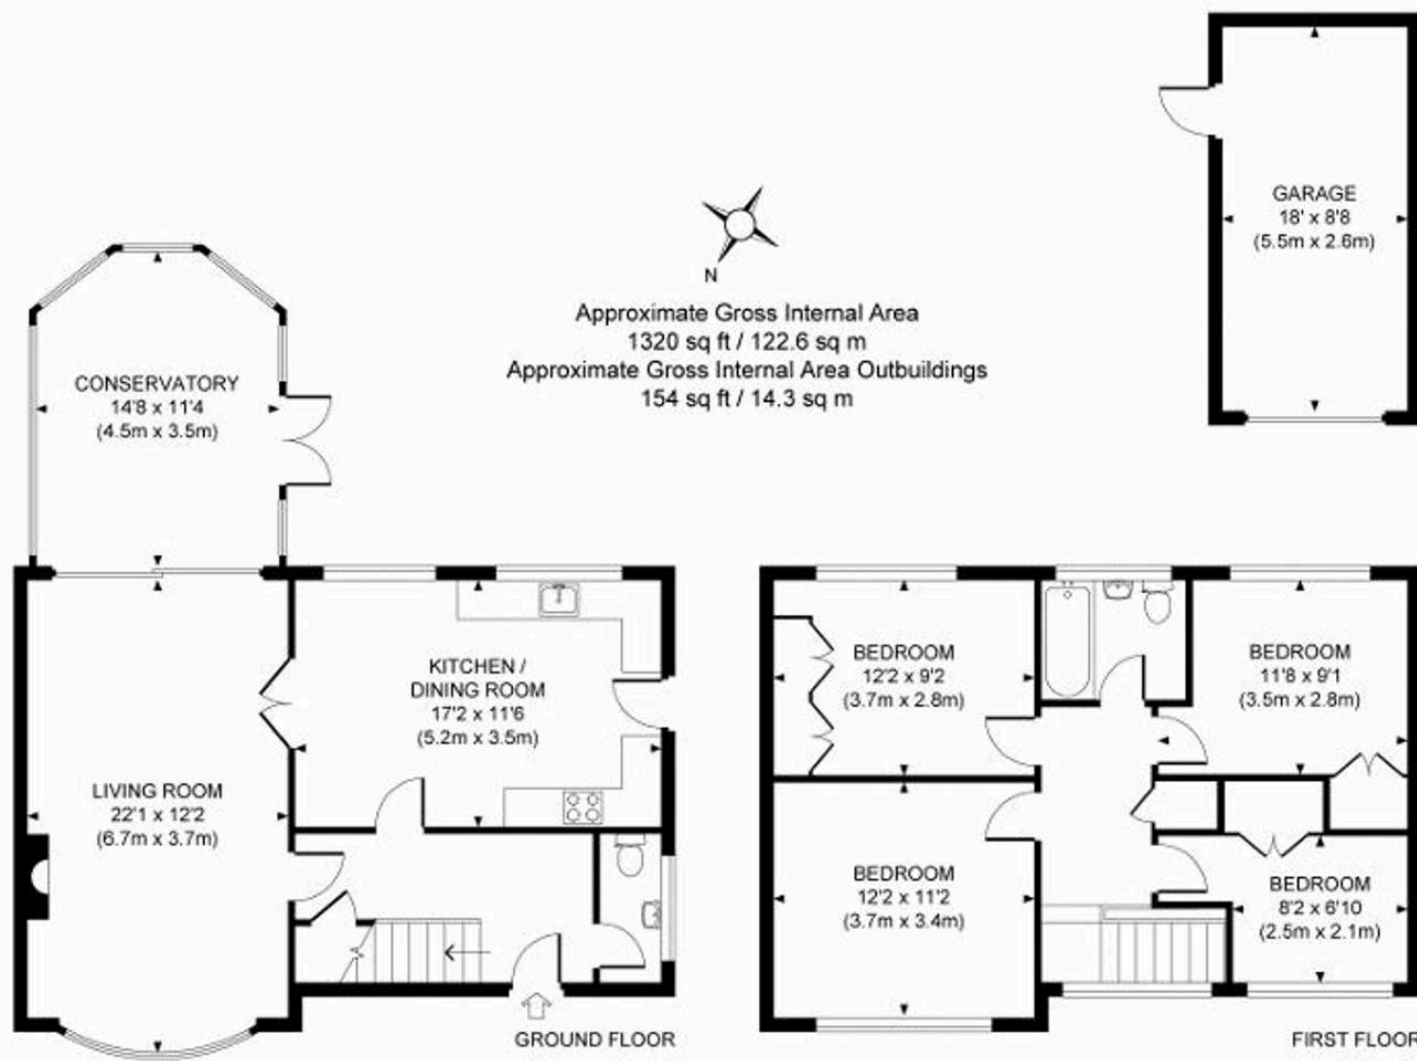 GARAGE
18' x 8'8
(5.5m x 2.6m)
N
Approximate Gross Internal Area
1320 sq ft / 122.6 sq m
Approximate Gross Internal Area Outbuildings
154 sq ft / 14.3 sq m
CONSERVATORY
14'8 x 11'4
(4.5m x 3.5m)
KITCHEN /
DINING ROOM
17'2 x 11'6
(5.2m x 3.5m)
LIVING ROOM
22'1 x 12'2
(6.7m x 3.7m)
GROUND FLOOR
BEDROOM
12'2 x 9'2
(3.7m x 2.8m)
BEDROOM
11'8 x 9'1
(3.5m x 2.8m)
BEDROOM
12'2 x 11'2
(3.7m x 3.4m)
BEDROOM
8'2 x 6'10
(2.5m x 2.1m)
FIRST FLOOR